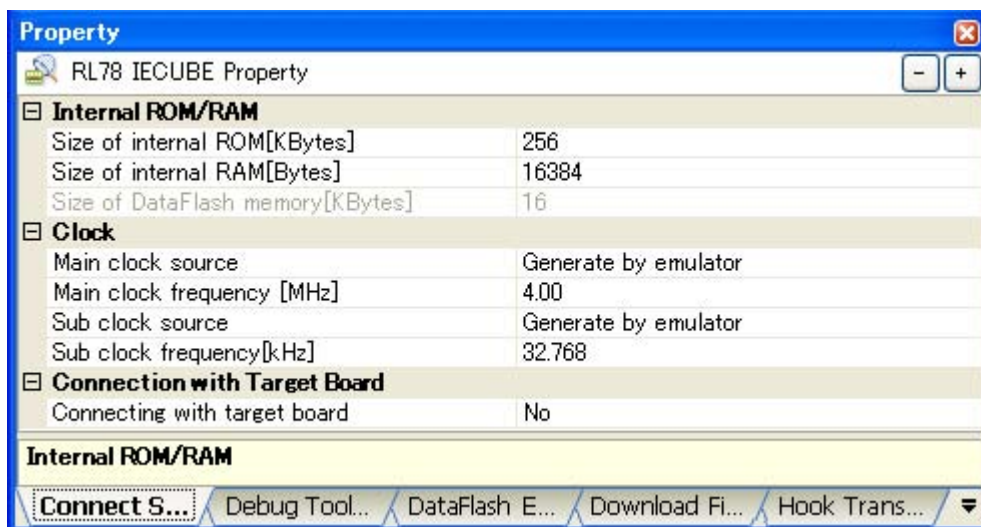 Property
RL78 IECUBE Property
Internal ROM/RAM
Size of internal ROM[KBytes] 256
Size of internal RAM[Bytes] 16384
Size of DataFlash memory[KBytes] 16
Clock
Main clock source Generate by emulator
Main clock frequency [MHz] 4.00
Sub clock source Generate by emulator
Sub clock frequency[kHz] 32.768
Connection with Target Board
Connecting with target board No
Internal ROM/RAM
Connect S... Debug Tool... DataFlash E... Download Fi... Hook Trans...